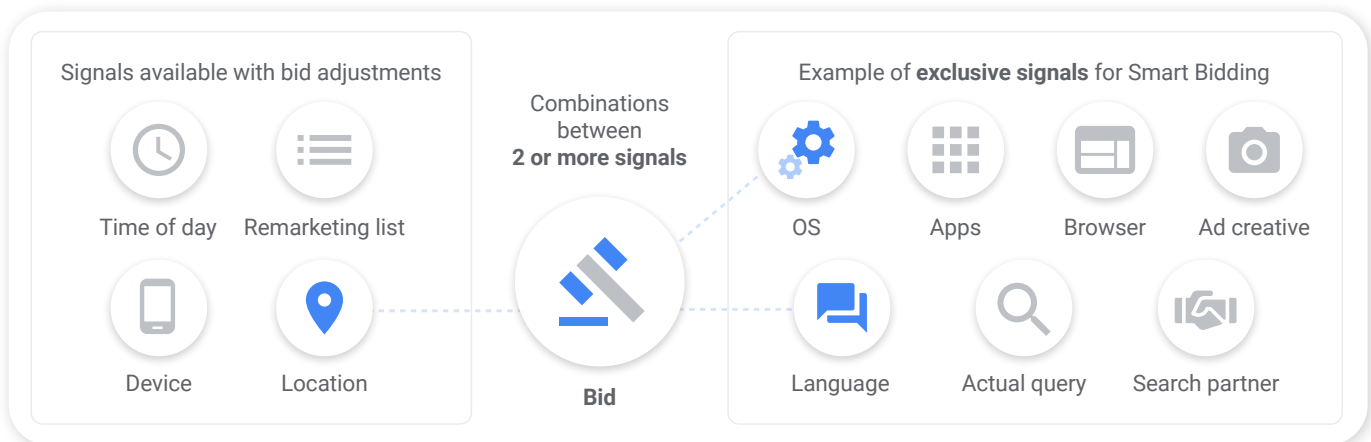 Signals available with bid adjustments
Time of day
Remarketing list
Device
Location
Combinations
between
2 or more signals
Bid
Example of exclusive signals for Smart Bidding
OS
Apps
Browser
Ad creative
Language
Actual query
Search partner